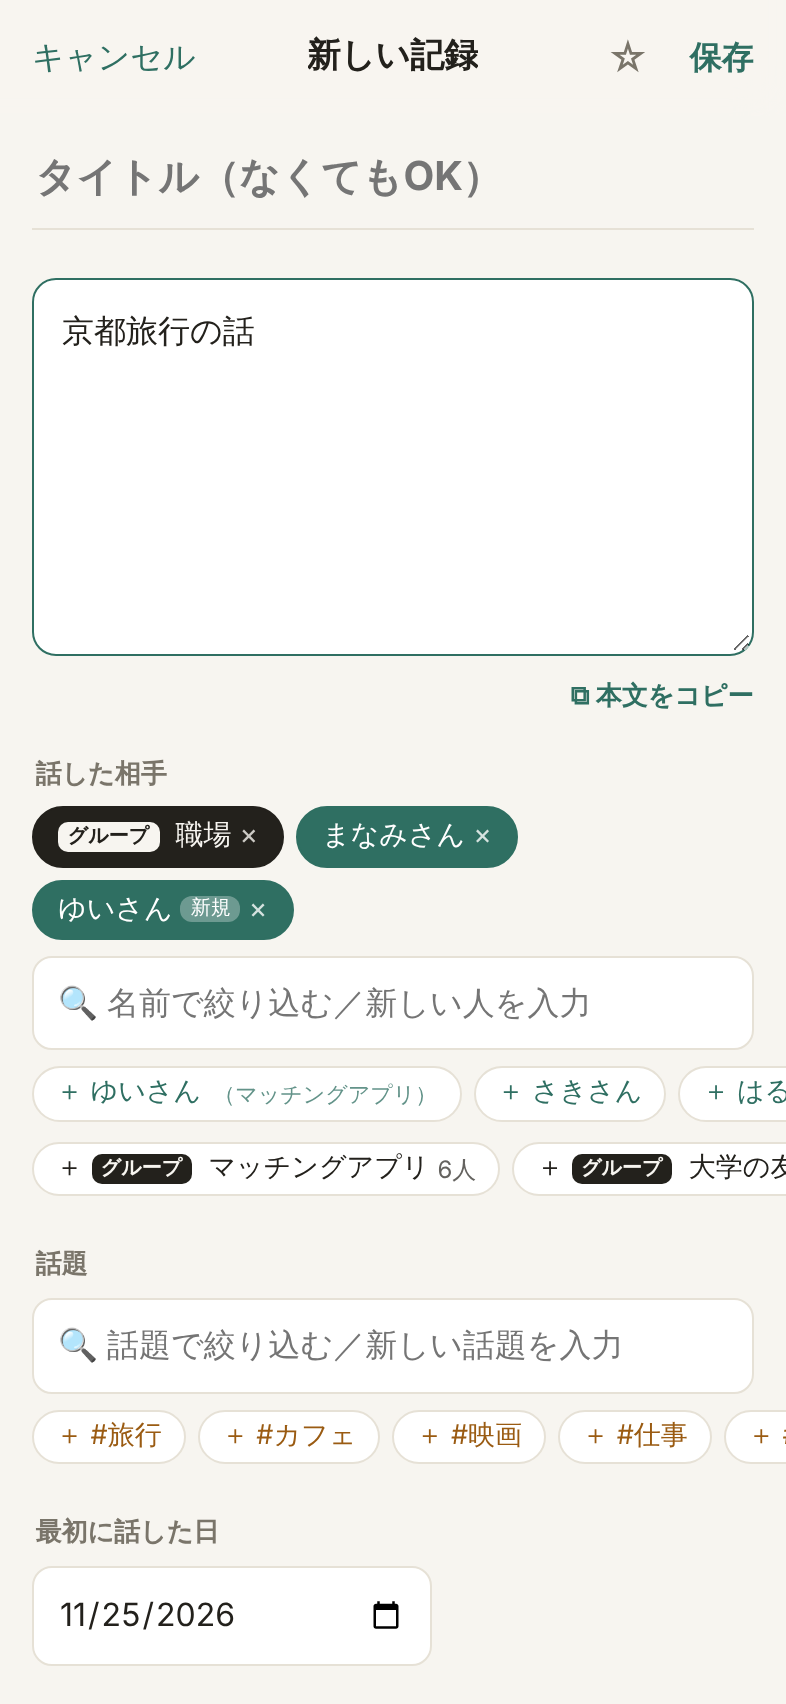 キャンセル 新しい記録 ☆ 保存
タイトル（なくてもOK）
京都旅行の話
⧉ 本文をコピー
話した相手
グループ 職場 × まなみさん ×
ゆいさん 新規 ×
🔍 名前で絞り込む／新しい人を入力
＋ ゆいさん （マッチングアプリ） ＋ さきさん ＋ はる
＋ グループ マッチングアプリ 6人 ＋ グループ 大学の友
話題
🔍 話題で絞り込む／新しい話題を入力
＋ #旅行 ＋ #カフェ ＋ #映画 ＋ #仕事 ＋
最初に話した日
11/25/2026